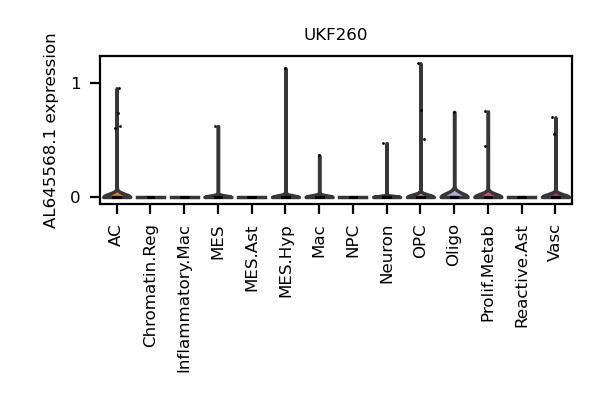 UKF260
AL645568.1 expression
1
0
AC
Chromatin.Reg
Inflammatory.Mac
MES
MES.Ast
MES.Hyp
Mac
NPC
Neuron
OPC
Oligo
Prolif.Metab
Reactive.Ast
Vasc